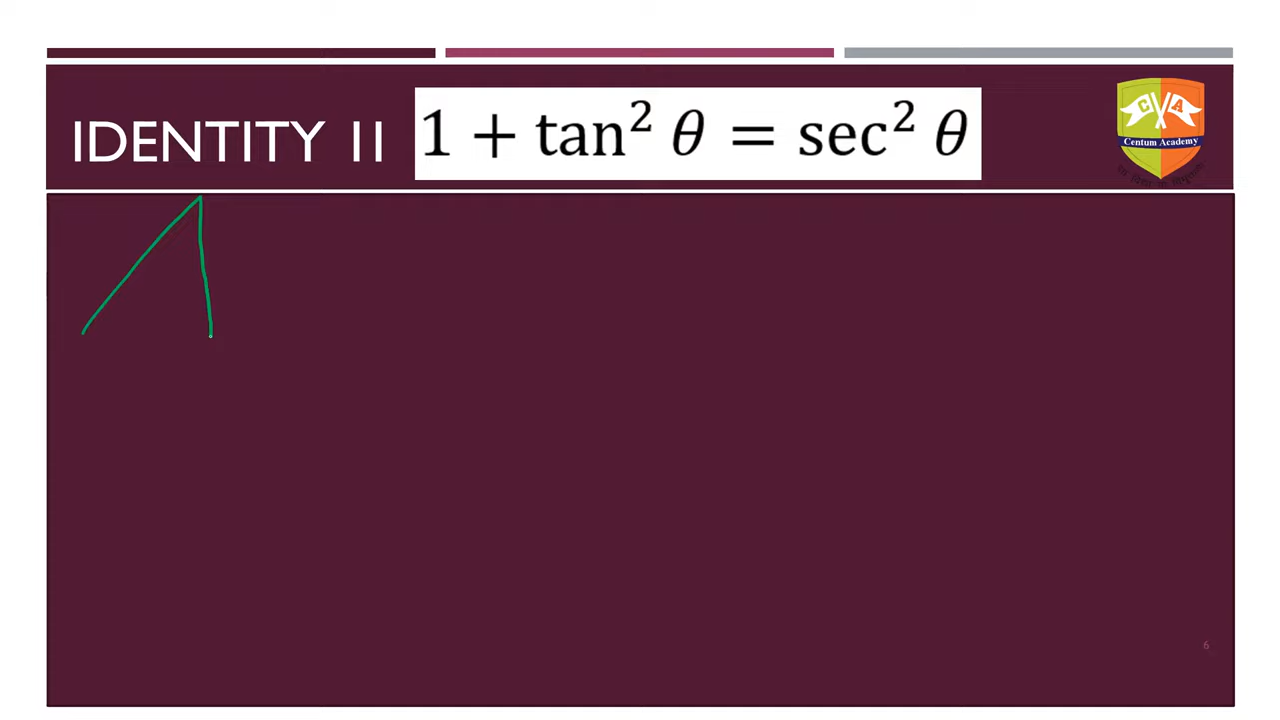 IDENTITY II
1 + tan² θ = sec² θ
C A
Centum Academy
6